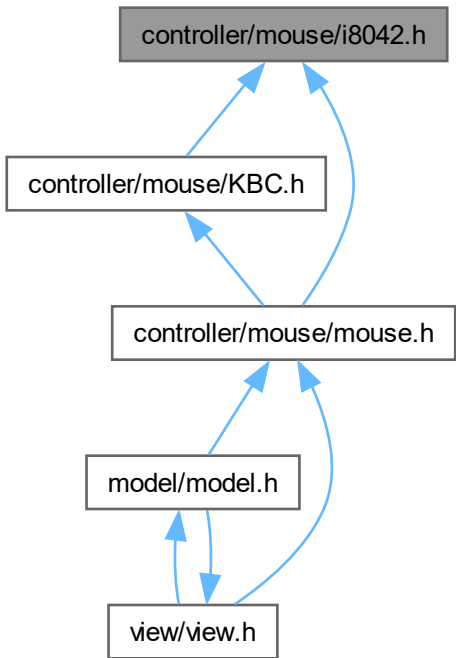 controller/mouse/i8042.h
controller/mouse/KBC.h
controller/mouse/mouse.h
model/model.h
view/view.h